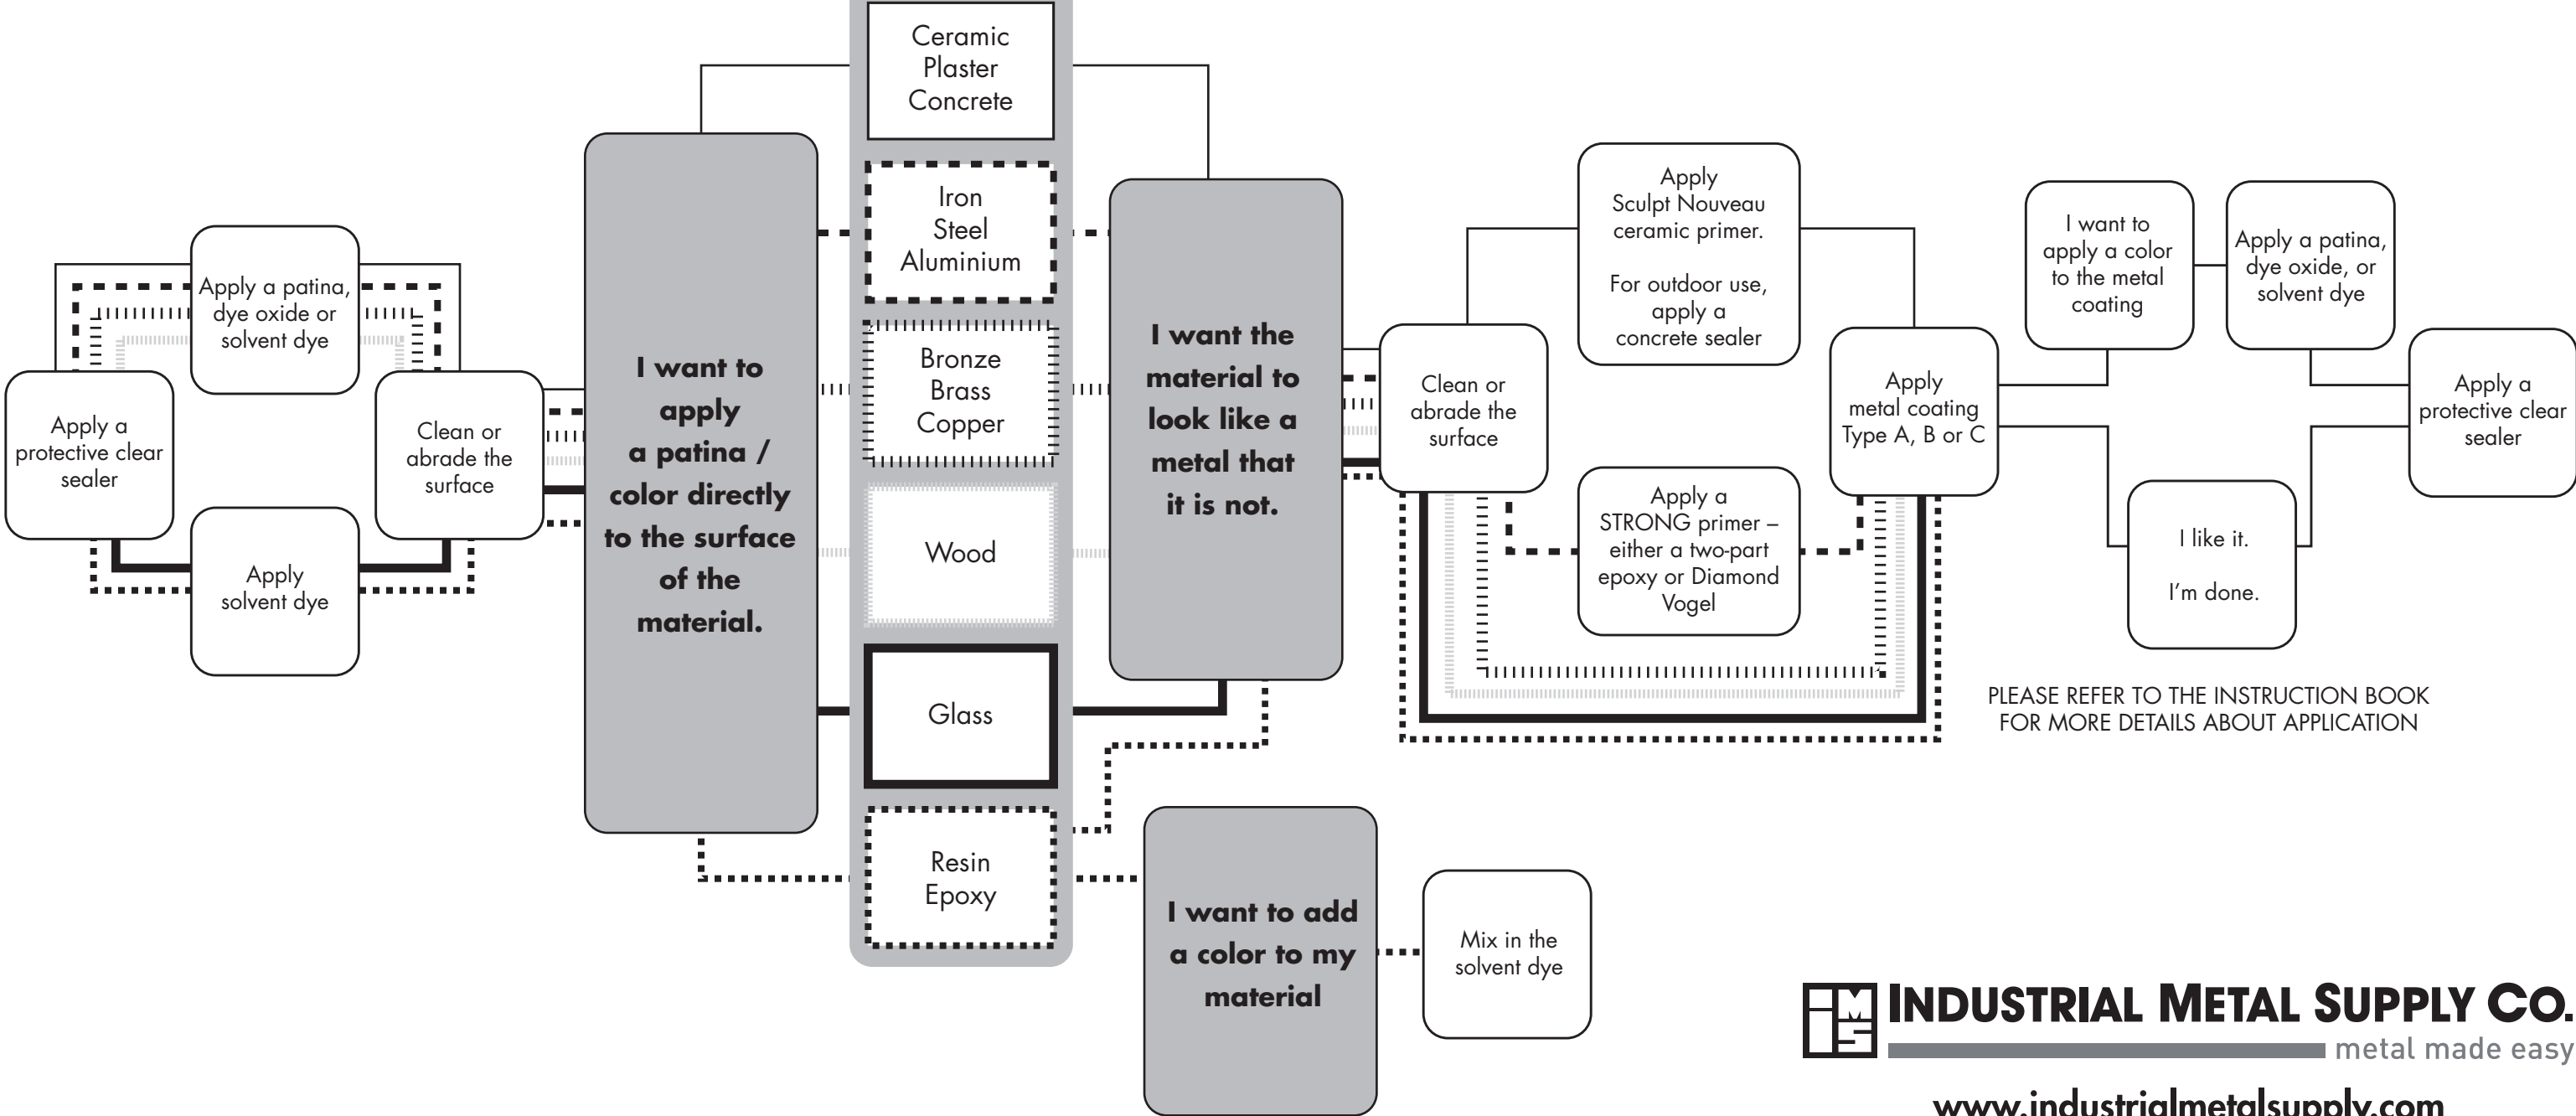 Apply a
protective clear
sealer
Apply a patina,
dye oxide or
solvent dye
Apply
solvent dye
Clean or
abrade the
surface
I want to
apply
a patina /
color directly
to the surface
of the
material.
Ceramic
Plaster
Concrete
Iron
Steel
Aluminium
Bronze
Brass
Copper
Wood
Glass
Resin
Epoxy
I want the
material to
look like a
metal that
it is not.
I want to add
a color to my
material
Mix in the
solvent dye
Clean or
abrade the
surface
Apply
Sculpt Nouveau
ceramic primer.
For outdoor use,
apply a
concrete sealer
Apply a
STRONG primer –
either a two-part
epoxy or Diamond
Vogel
Apply
metal coating
Type A, B or C
I want to
apply a color
to the metal
coating
Apply a patina,
dye oxide, or
solvent dye
I like it.
I'm done.
Apply a
protective clear
sealer
PLEASE REFER TO THE INSTRUCTION BOOK
FOR MORE DETAILS ABOUT APPLICATION
IMS
INDUSTRIAL METAL SUPPLY CO.
metal made easy
www.industrialmetalsupply.com